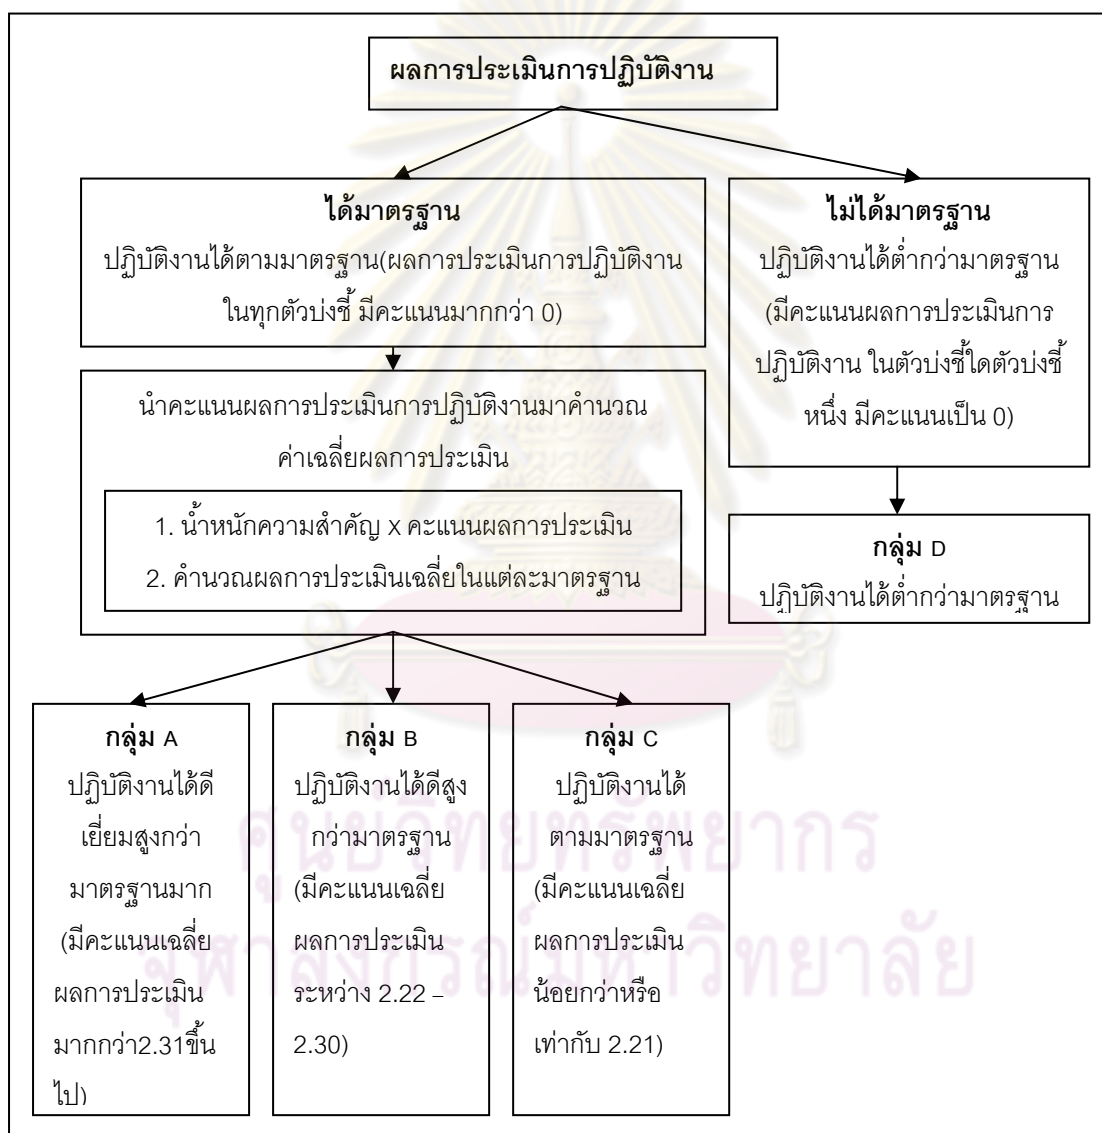 ผลการประเมินการปฏิบัติงาน
ได้มาตรฐาน
ปฏิบัติงานได้ตามมาตรฐาน(ผลการประเมินการปฏิบัติงาน
ในทุกตัวบ่งชี้ มีคะแนนมากกว่า 0)
ไม่ได้มาตรฐาน
ปฏิบัติงานได้ต่ำกว่ามาตรฐาน
(มีคะแนนผลการประเมินการ
ปฏิบัติงาน ในตัวบ่งชี้ใดตัวบ่งชี้
หนึ่ง มีคะแนนเป็น 0)
นำคะแนนผลการประเมินการปฏิบัติงานมาคำนวณ
ค่าเฉลี่ยผลการประเมิน
1. น้ำหนักความสำคัญ x คะแนนผลการประเมิน
2. คำนวณผลการประเมินเฉลี่ยในแต่ละมาตรฐาน
กลุ่ม D
ปฏิบัติงานได้ต่ำกว่ามาตรฐาน
กลุ่ม A
ปฏิบัติงานได้ดี
เยี่ยมสูงกว่า
มาตรฐานมาก
(มีคะแนนเฉลี่ย
ผลการประเมิน
มากกว่า2.31ขึ้น
ไป)
กลุ่ม B
ปฏิบัติงานได้ดีสูง
กว่ามาตรฐาน
(มีคะแนนเฉลี่ย
ผลการประเมิน
ระหว่าง 2.22 –
2.30)
กลุ่ม C
ปฏิบัติงานได้
ตามมาตรฐาน
(มีคะแนนเฉลี่ย
ผลการประเมิน
น้อยกว่าหรือ
เท่ากับ 2.21)
ศูนย์วิทยทรัพยากร
จุฬาลงกรณ์มหาวิทยาลัย